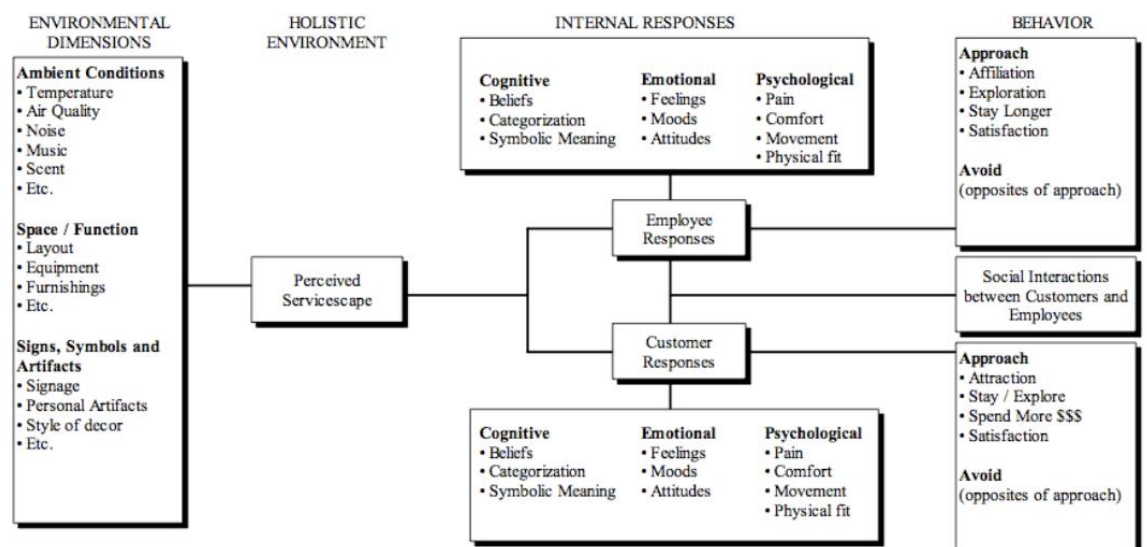 ENVIRONMENTAL
DIMENSIONS
Ambient Conditions
• Temperature
• Air Quality
• Noise
• Music
• Scent
• Etc.
Space / Function
• Layout
• Equipment
• Furnishings
• Etc.
Signs, Symbols and
Artifacts
• Signage
• Personal Artifacts
• Style of decor
• Etc.
HOLISTIC
ENVIRONMENT
Perceived
Servicescape
INTERNAL RESPONSES
Cognitive
• Beliefs
• Categorization
• Symbolic Meaning
Emotional
• Feelings
• Moods
• Attitudes
Psychological
• Pain
• Comfort
• Movement
• Physical fit
Employee
Responses
Customer
Responses
Cognitive
• Beliefs
• Categorization
• Symbolic Meaning
Emotional
• Feelings
• Moods
• Attitudes
Psychological
• Pain
• Comfort
• Movement
• Physical fit
BEHAVIOR
Approach
• Affiliation
• Exploration
• Stay Longer
• Satisfaction
Avoid
(opposites of approach)
Social Interactions
between Customers and
Employees
Approach
• Attraction
• Stay / Explore
• Spend More $$$
• Satisfaction
Avoid
(opposites of approach)